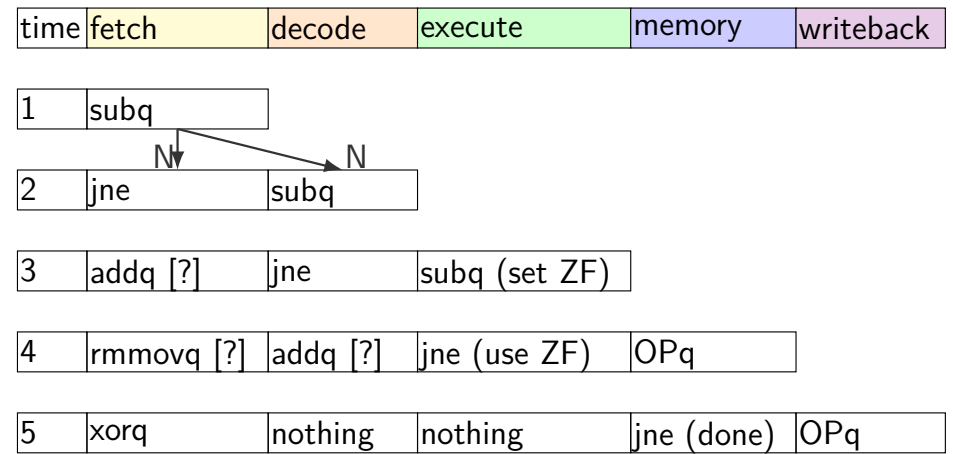 time fetch decode execute memory writeback
1 subq
N N
2 jne subq
3 addq [?] jne subq (set ZF)
4 rmmovq [?] addq [?] jne (use ZF) OPq
5 xorq nothing nothing jne (done) OPq